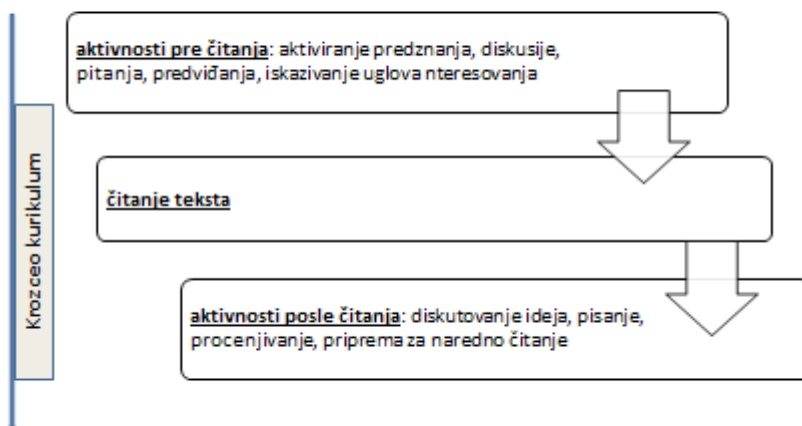 aktivnosti pre čitanja: aktiviranje predznanja, diskusije,
pitanja, predviđanja, iskazivanje uglova nteresovanja
Kroz ceo kurikulum
čitanje teksta
aktivnosti posle čitanja: diskutovanje ideja, pisanje,
procenjivanje, priprema za naredno čitanje